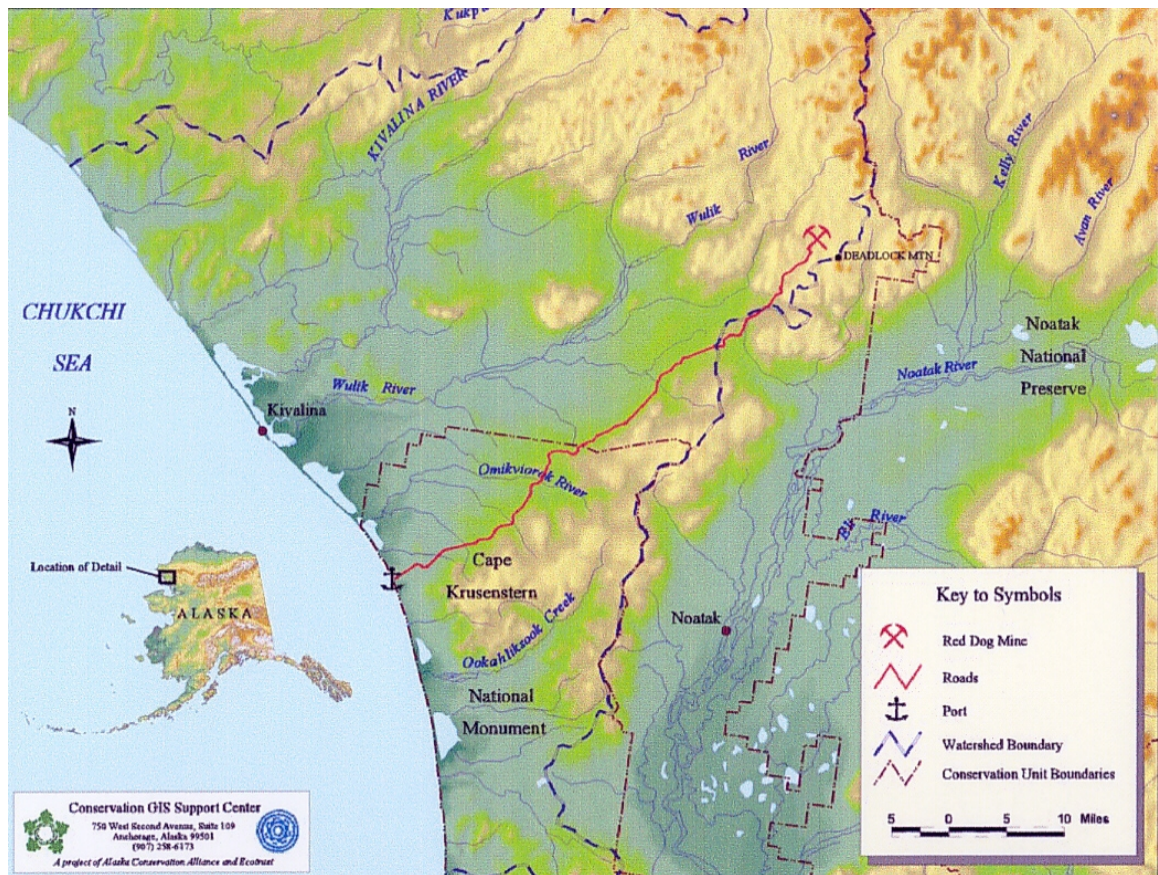 KIVALINA RIVER
River
Wulik
Kelly River
Avan River
DEADLOCK MTN
CHUKCHI
SEA
Noatak
National
Preserve
Noatak River
Wulik River
N
Kivalina
Omikviorok River
River
Location of Detail
ALASKA
Cape
Krusenstern
Noatak
Creek
National
Monument
Key to Symbols
Red Dog Mine
Roads
Port
Watershed Boundary
Conservation Unit Boundaries
5 0 5 10 Miles
Conservation GIS Support Center
750 West Second Avenue, Suite 109
Anchorage, Alaska 99501
(907) 258-6173
A project of Alaska Conservation Alliance and Ecotrust